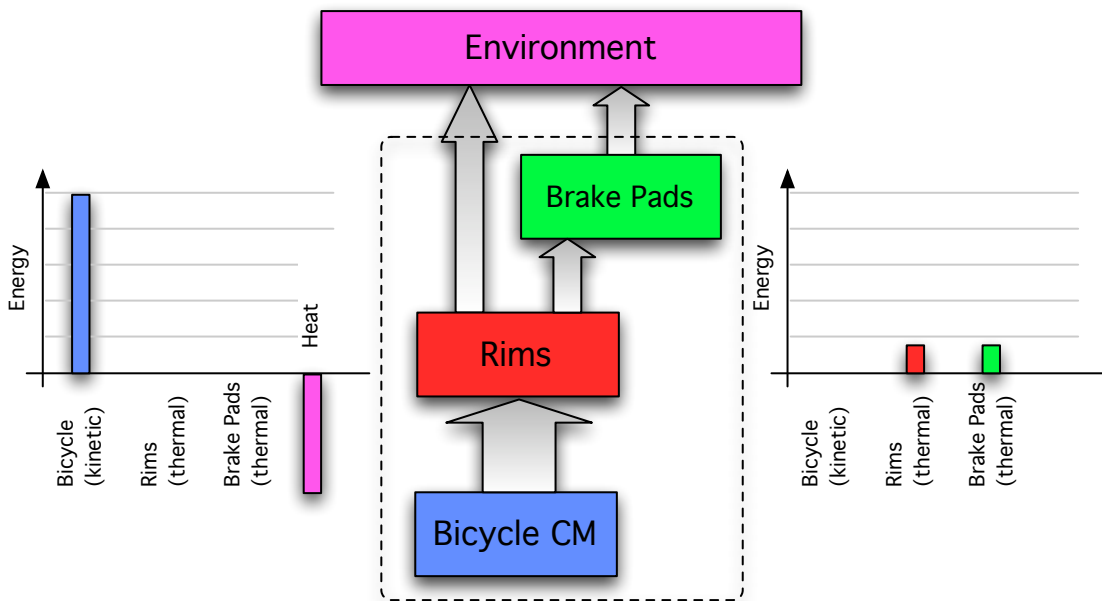 Environment
Brake Pads
Rims
Bicycle CM
Energy
Heat
Bicycle
(kinetic)
Rims
(thermal)
Brake Pads
(thermal)
Energy
Bicycle
(kinetic)
Rims
(thermal)
Brake Pads
(thermal)